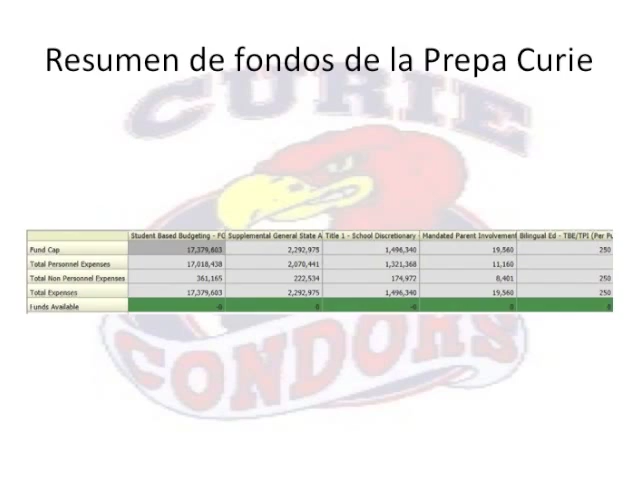 Resumen de fondos de la Prepa Curie
CURIE
Student Based Budgeting - FC Supplemental General State A Title 1 - School Discretionary Mandated Parent Involvement Bilingual Ed - TBE/TPI (Per Pu
Fund Cap 17,379,603 2,292,975 1,496,340 19,560 250
Total Personnel Expenses 17,018,438 2,070,441 1,321,368 11,160
Total Non Personnel Expenses 361,165 222,534 174,972 8,401 250
Total Expenses 17,379,603 2,292,975 1,496,340 19,560 250
Funds Available -0 0 -0 0 0
CONDORS